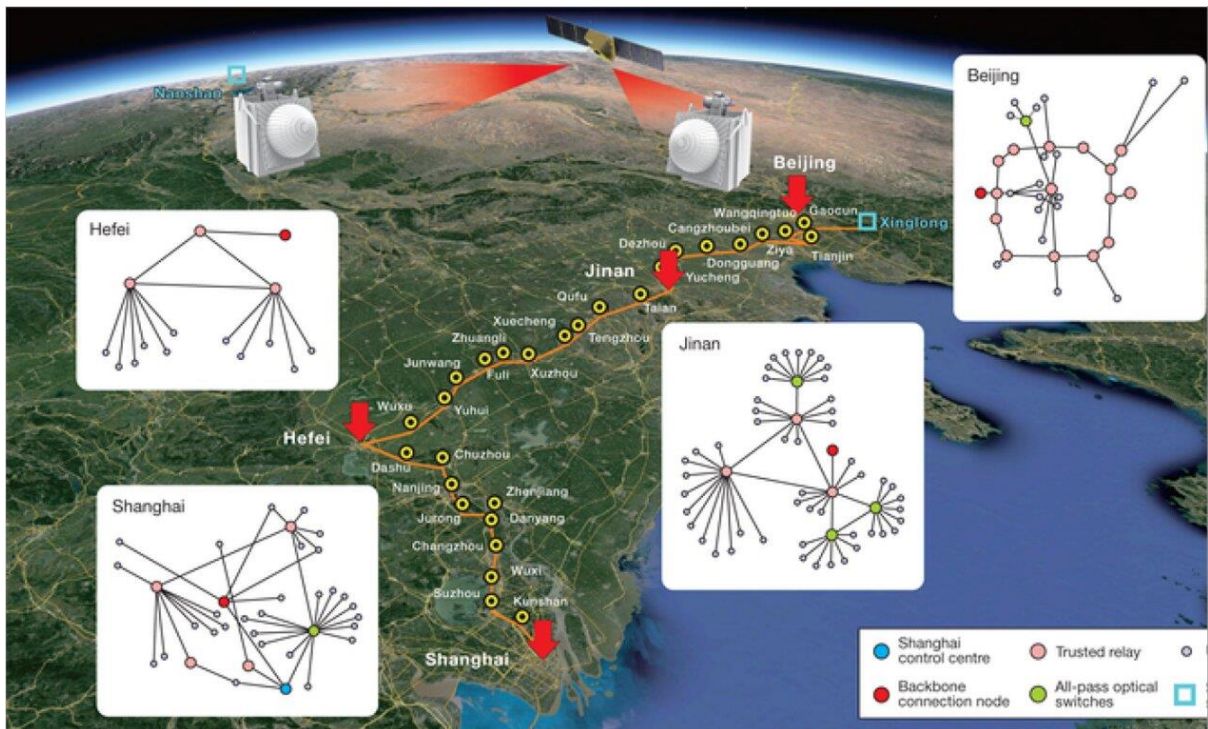 Nanshan
Beijing
Beijing
Wangqingtuo
Gaocun
Cangzhoubei
Xinglong
Dezhou
Ziya
Tianjin
Dongguang
Jinan
Yucheng
Hefei
Qufu
Taian
Xuecheng
Tengzhou
Zhuangli
Jinan
Junwang
Fuli
Xuzhou
Wuxu
Yuhui
Hefei
Chuzhou
Dashu
Nanjing
Zhenjiang
Shanghai
Jurong
Danyang
Changzhou
Wuxi
Suzhou
Kunshan
Shanghai
Shanghai
control centre
Trusted relay
Backbone
connection node
All-pass optical
switches